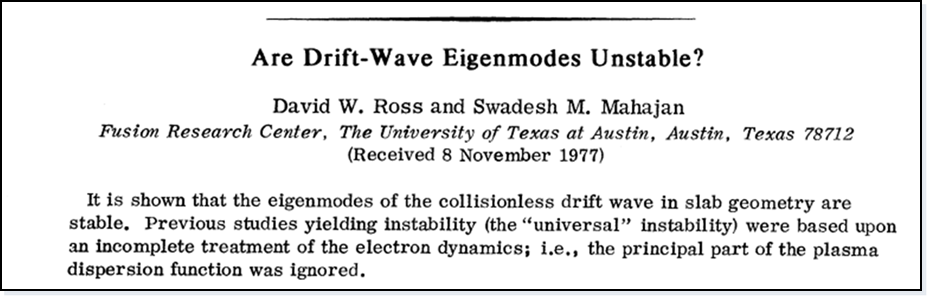 Are Drift-Wave Eigenmodes Unstable?
David W. Ross and Swadesh M. Mahajan
Fusion Research Center, The University of Texas at Austin, Austin, Texas 78712
(Received 8 November 1977)
It is shown that the eigenmodes of the collisionless drift wave in slab geometry are
stable. Previous studies yielding instability (the "universal" instability) were based upon
an incomplete treatment of the electron dynamics; i.e., the principal part of the plasma
dispersion function was ignored.